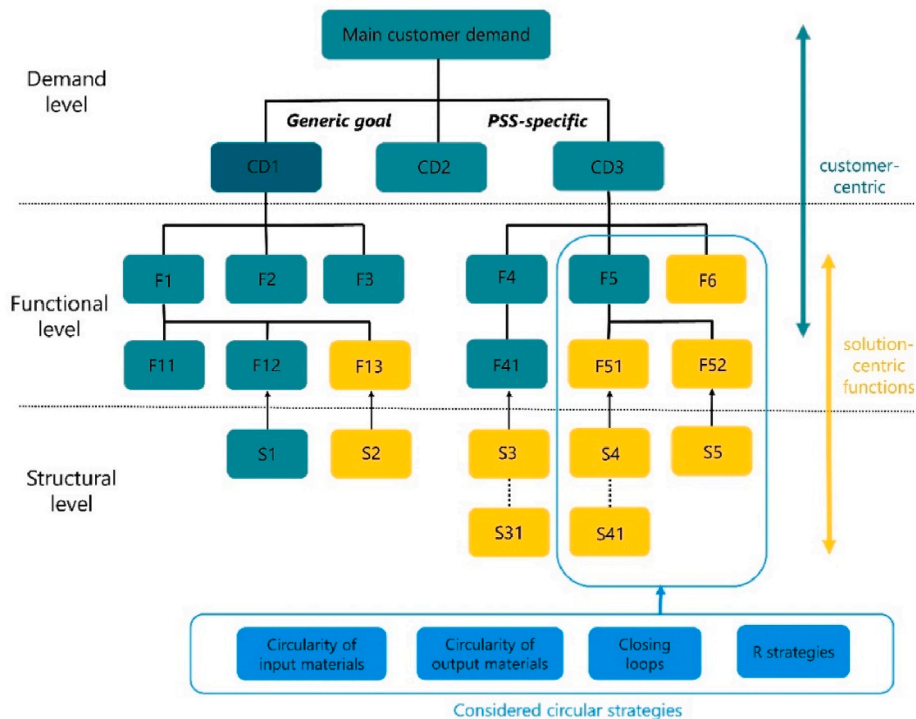 Main customer demand
Demand
level
Generic goal
PSS-specific
CD1
CD2
CD3
customer-
centric
Functional
level
F1
F2
F3
F4
F5
F6
F11
F12
F13
F41
F51
F52
solution-
centric
functions
Structural
level
S1
S2
S3
S4
S5
S31
S41
Circularity of
input materials
Circularity of
output materials
Closing
loops
R strategies
Considered circular strategies